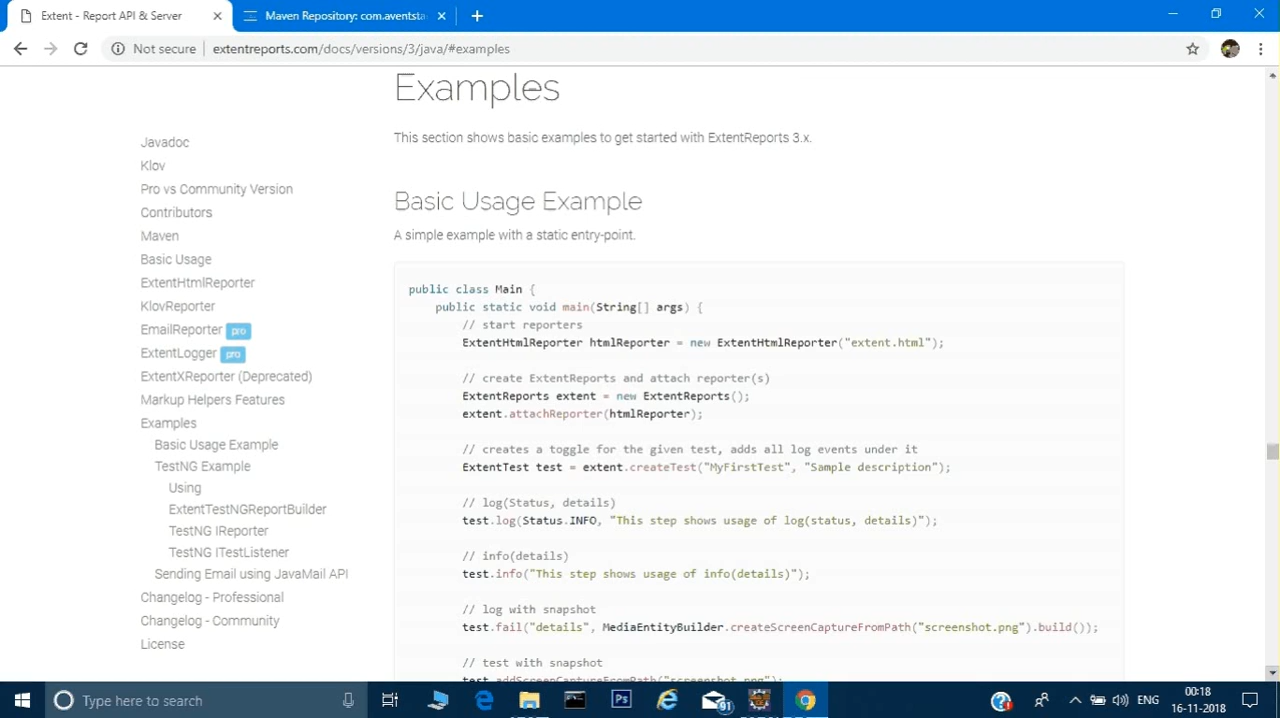 Extent - Report API & Server
Maven Repository: com.aventsta
Not secure
extentreports.com/docs/versions/3/java/#examples
Examples
This section shows basic examples to get started with ExtentReports 3.x.
Javadoc
Klov
Pro vs Community Version
Contributors
Maven
Basic Usage
ExtentHtmlReporter
KlovReporter
EmailReporter pro
ExtentLogger pro
ExtentXReporter (Deprecated)
Markup Helpers Features
Examples
Basic Usage Example
TestNG Example
Using
ExtentTestNGReportBuilder
TestNG IReporter
TestNG ITestListener
Sending Email using JavaMail API
Changelog - Professional
Changelog - Community
License
Basic Usage Example
A simple example with a static entry-point.
public class Main {
public static void main(String[] args) {
// start reporters
ExtentHtmlReporter htmlReporter = new ExtentHtmlReporter("extent.html");
// create ExtentReports and attach reporter(s)
ExtentReports extent = new ExtentReports();
extent.attachReporter(htmlReporter);
// creates a toggle for the given test, adds all log events under it
ExtentTest test = extent.createTest("MyFirstTest", "Sample description");
// log(Status, details)
test.log(Status.INFO, "This step shows usage of log(status, details)");
// info(details)
test.info("This step shows usage of info(details)");
// log with snapshot
test.fail("details", MediaEntityBuilder.createScreenCaptureFromPath("screenshot.png").build());
// test with snapshot
test.addScreenCaptureFromPath("screenshot.png");
Type here to search
Ps
91
ENG
00:18
16-11-2018